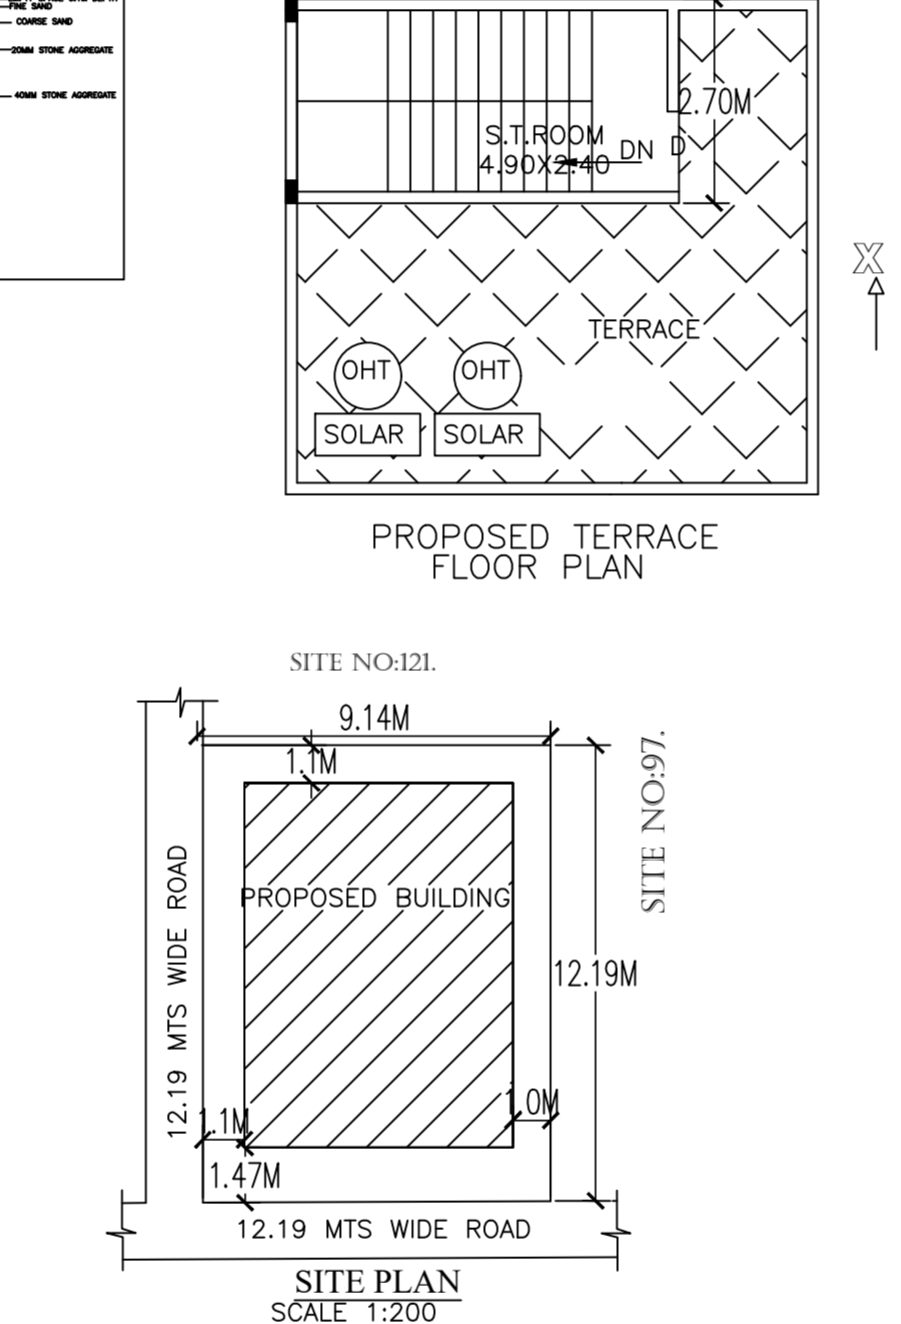 FINE SAND
COARSE SAND
20MM STONE AGGREGATE
40MM STONE AGGREGATE
2.70M
S.T.ROOM
4.90X2.40
DN
D
X
TERRACE
OHT
OHT
SOLAR
SOLAR
PROPOSED TERRACE
FLOOR PLAN
SITE NO:121.
9.14M
1.1M
SITE NO:97.
PROPOSED BUILDING
12.19 MTS WIDE ROAD
12.19M
1.0M
1.1M
1.47M
12.19 MTS WIDE ROAD
SITE PLAN
SCALE 1:200